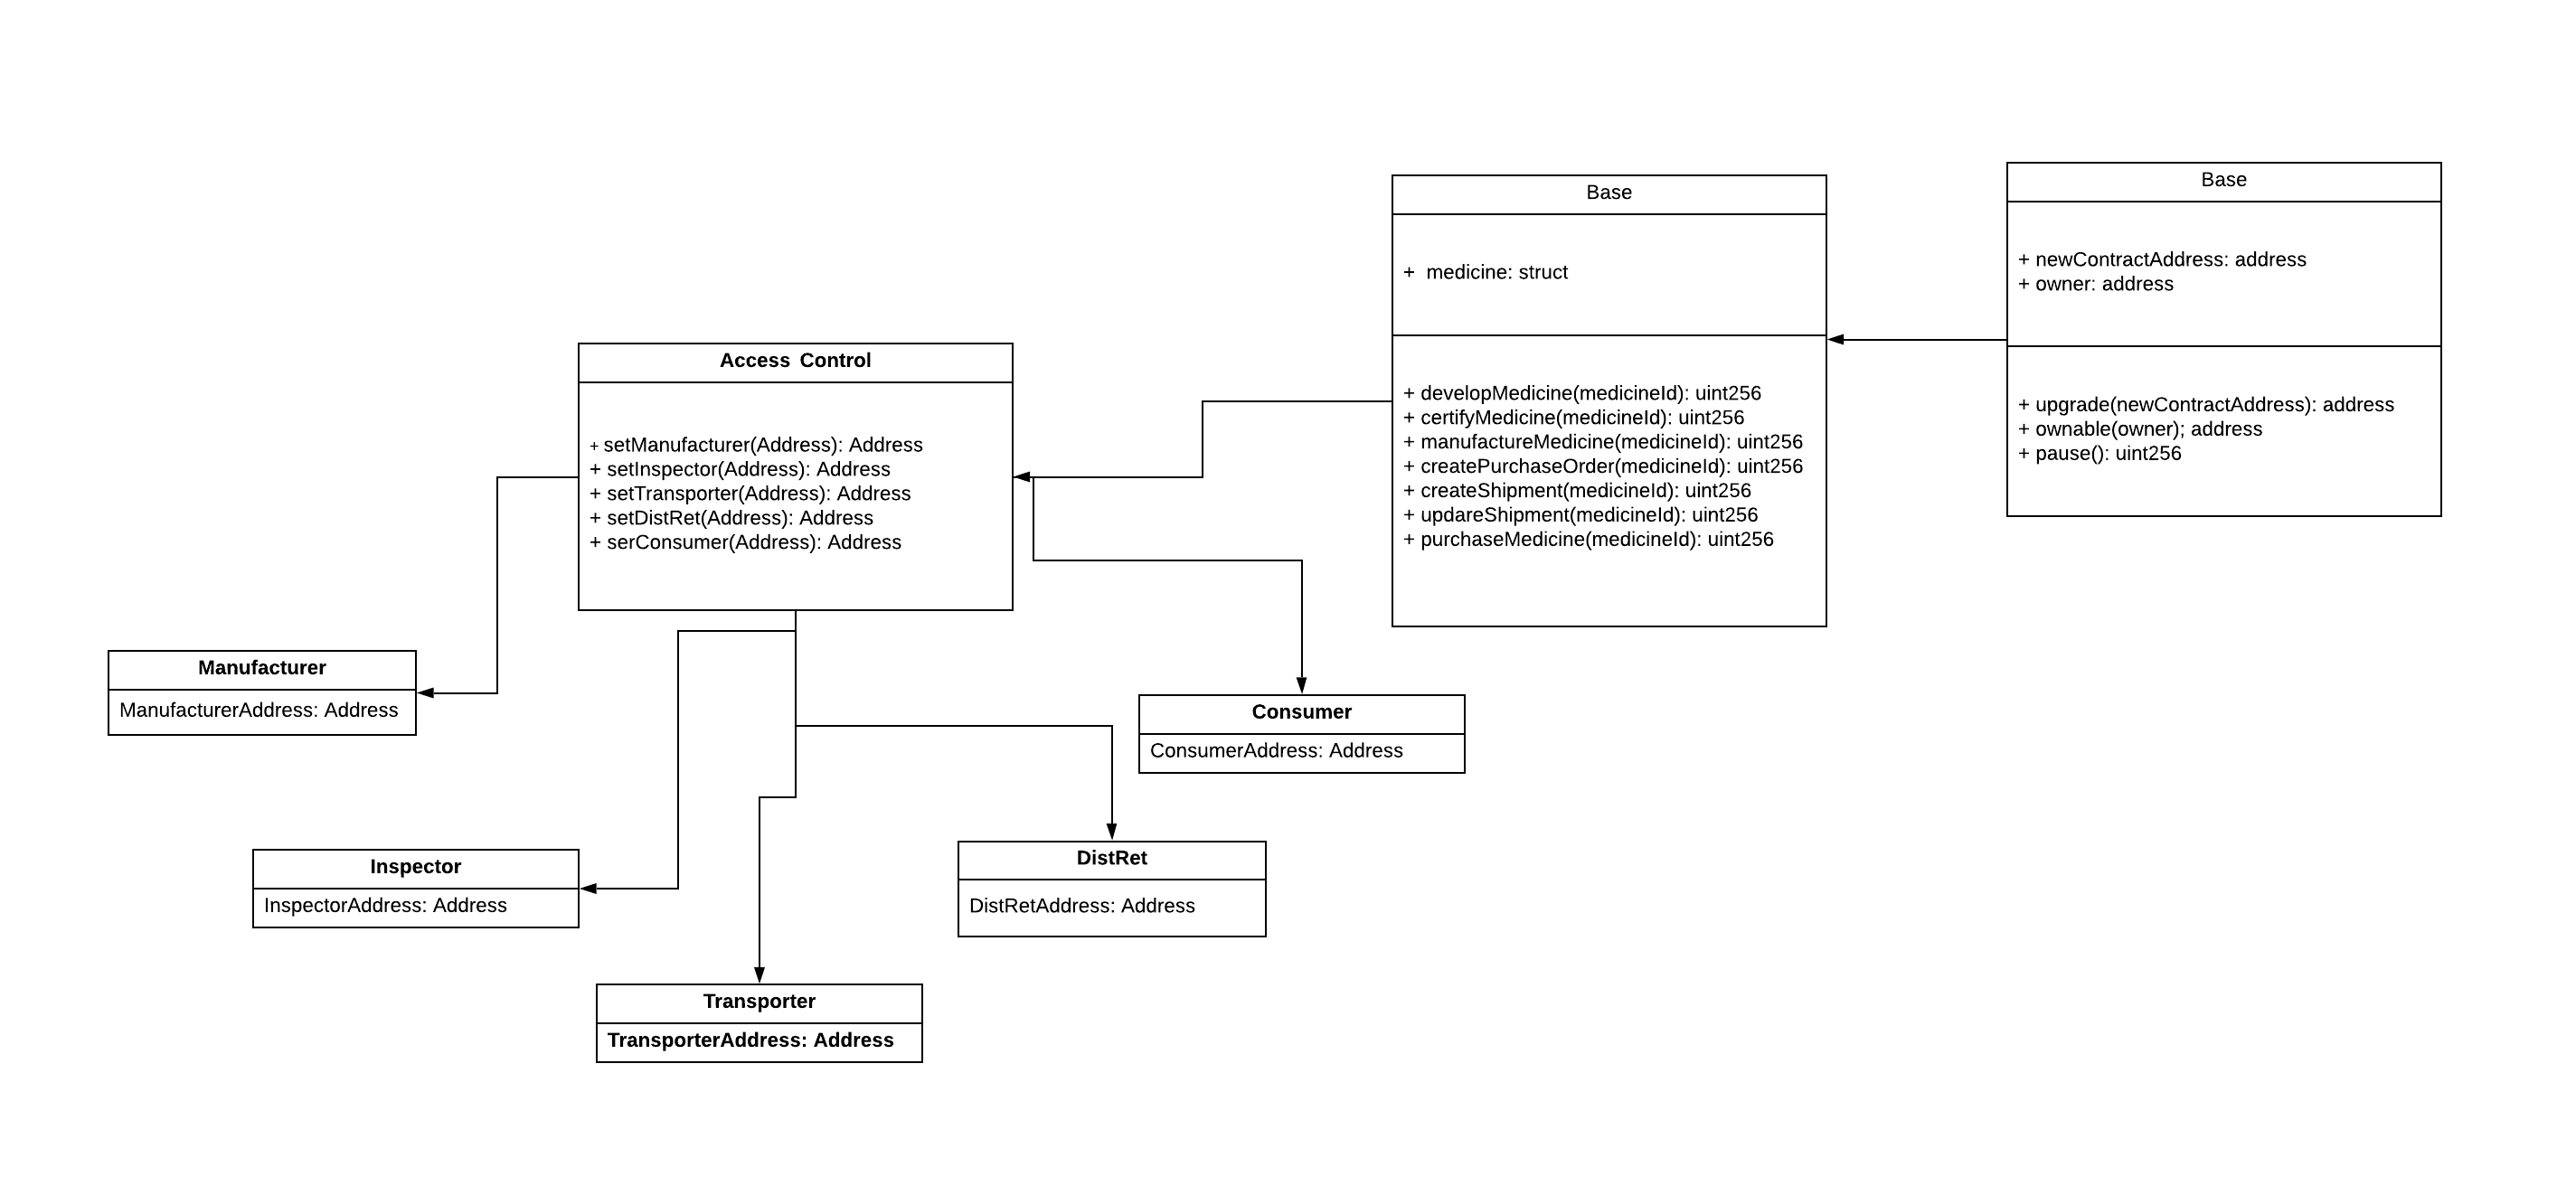 Base
+ newContractAddress: address
+ owner: address
+ upgrade(newContractAddress): address
+ ownable(owner); address
+ pause(): uint256
Base
+  medicine: struct
+ developMedicine(medicineId): uint256
+ certifyMedicine(medicineId): uint256
+ manufactureMedicine(medicineId): uint256
+ createPurchaseOrder(medicineId): uint256
+ createShipment(medicineId): uint256
+ updareShipment(medicineId): uint256
+ purchaseMedicine(medicineId): uint256
Access Control
+ setManufacturer(Address): Address
+ setInspector(Address): Address
+ setTransporter(Address): Address
+ setDistRet(Address): Address
+ serConsumer(Address): Address
Manufacturer
ManufacturerAddress: Address
Consumer
ConsumerAddress: Address
Inspector
InspectorAddress: Address
DistRet
DistRetAddress: Address
Transporter
TransporterAddress: Address